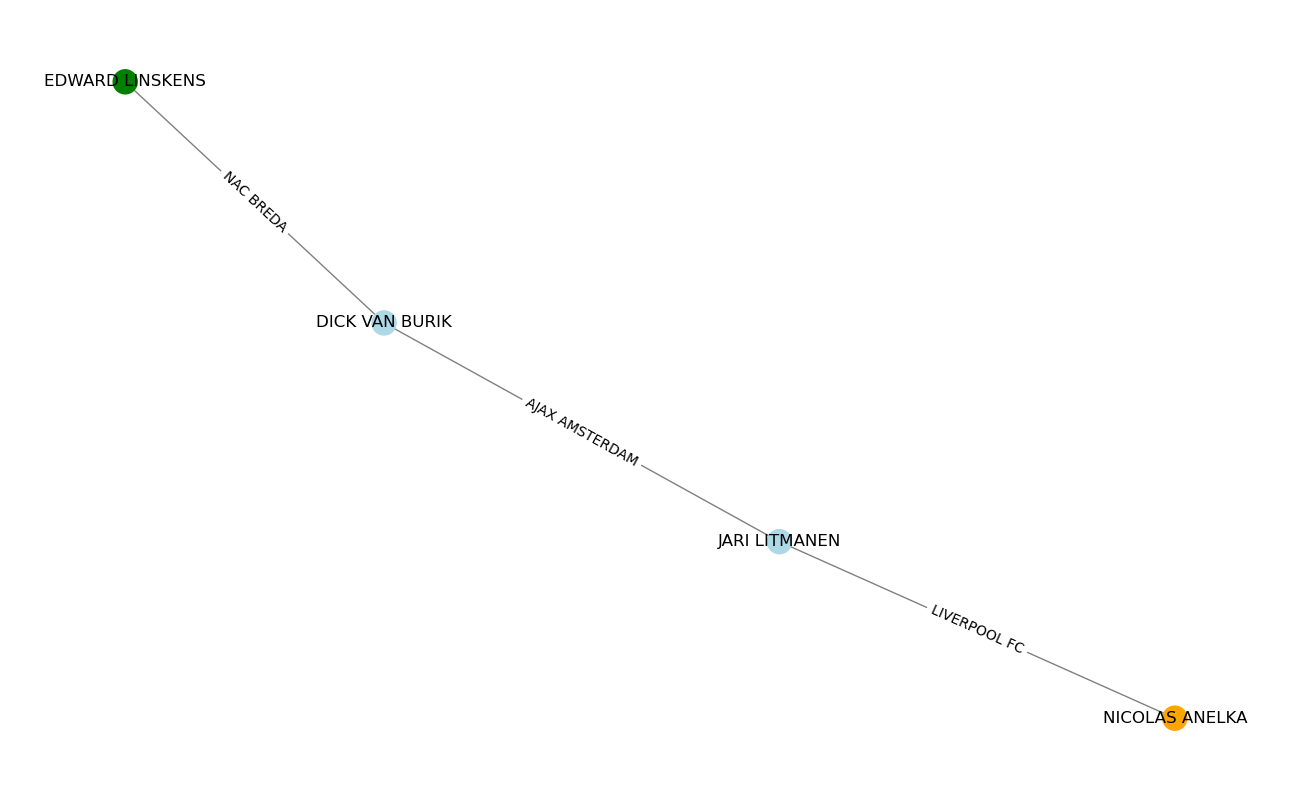 EDWARD LINSKENS
NAC BREDA
DICK VAN BURIK
AJAX AMSTERDAM
JARI LITMANEN
LIVERPOOL FC
NICOLAS ANELKA